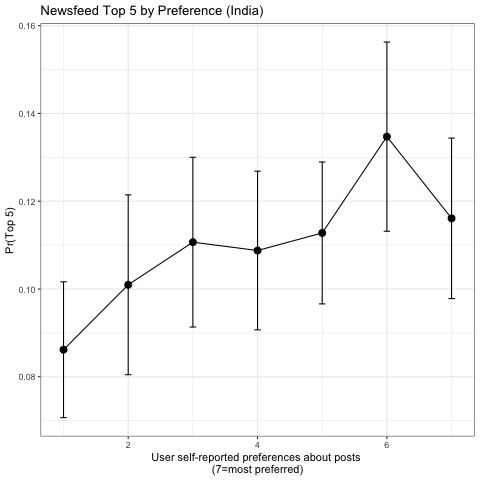 Newsfeed Top 5 by Preference (India)
0.16
0.14
0.12
0.10
0.08
Pr(Top 5)
2 4 6
User self-reported preferences about posts
(7=most preferred)